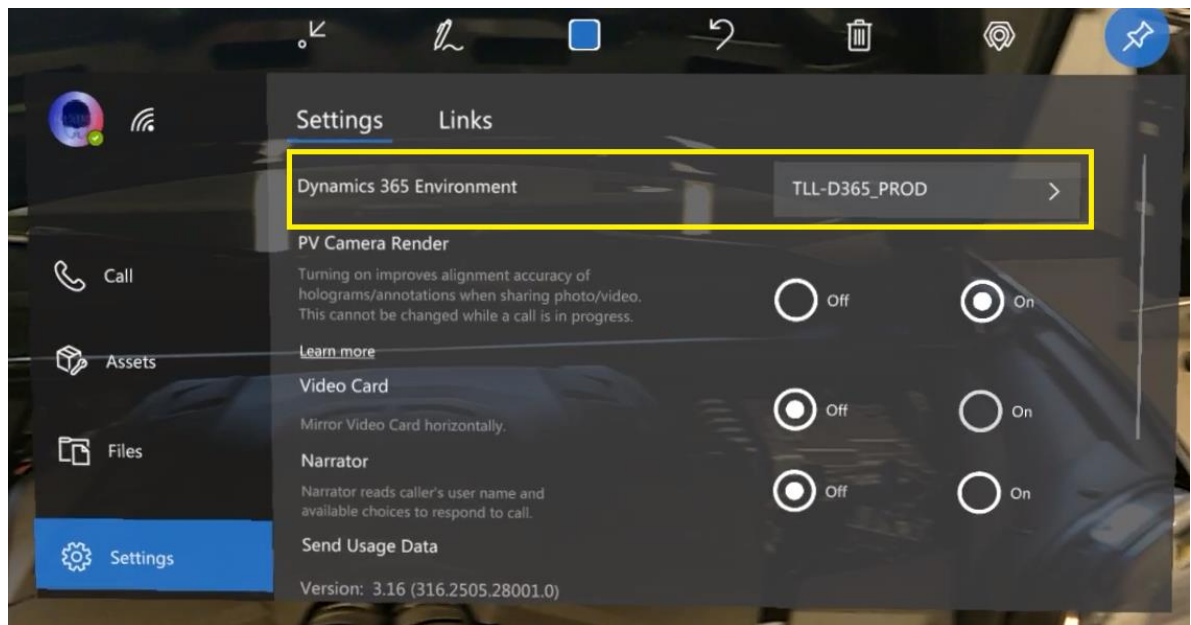 Settings
Links
Dynamics 365 Environment
TLL-D365_PROD
PV Camera Render
Turning on improves alignment accuracy of
holograms/annotations when sharing photo/video.
This cannot be changed while a call is in progress.
Off
On
Learn more
Video Card
Mirror Video Card horizontally.
Off
On
Narrator
Narrator reads caller's user name and
available choices to respond to call.
Off
On
Send Usage Data
Version: 3.16 (316.2505.28001.0)
Call
Assets
Files
Settings